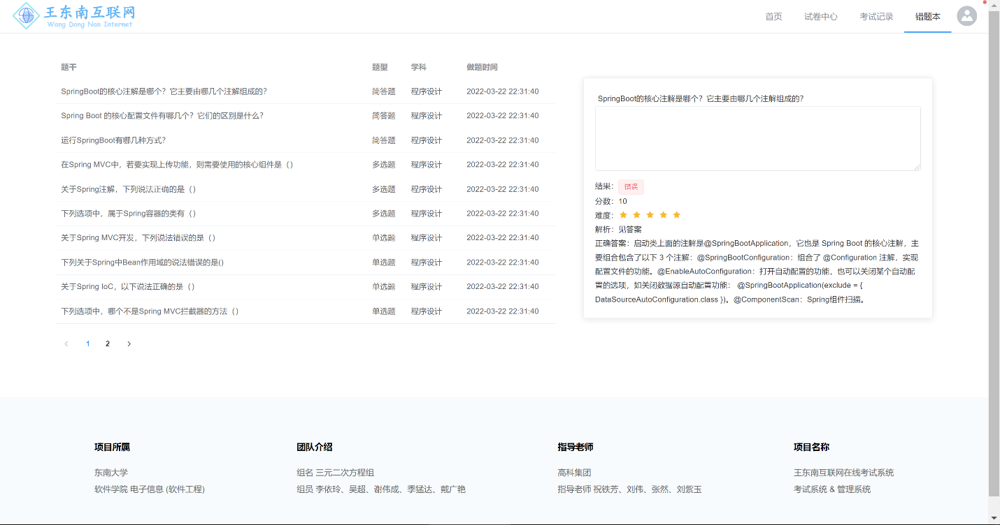 王东南互联网
Wang Dong Nan Internet
首页 试卷中心 考试记录 错题本
题干 题型 学科 做题时间
SpringBoot的核心注解是哪个？它主要由哪几个注解组成的？ 简答题 程序设计 2022-03-22 22:31:40
Spring Boot 的核心配置文件有哪几个？它们的区别是什么？ 简答题 程序设计 2022-03-22 22:31:40
运行SpringBoot有哪几种方式？ 简答题 程序设计 2022-03-22 22:31:40
在Spring MVC中，若要实现上传功能，则需要使用的核心组件是（） 多选题 程序设计 2022-03-22 22:31:40
关于Spring注解，下列说法正确的是（） 多选题 程序设计 2022-03-22 22:31:40
下列选项中，属于Spring容器的类有（） 多选题 程序设计 2022-03-22 22:31:40
关于Spring MVC开发，下列说法错误的是（） 单选题 程序设计 2022-03-22 22:31:40
下列关于Spring中Bean作用域的说法错误的是() 单选题 程序设计 2022-03-22 22:31:40
关于Spring IoC，以下说法正确的是（） 单选题 程序设计 2022-03-22 22:31:40
下列选项中，哪个不是Spring MVC拦截器的方法（） 单选题 程序设计 2022-03-22 22:31:40
1 2
SpringBoot的核心注解是哪个？它主要由哪几个注解组成的？
结果： 错误
分数：10
难度：
解析：见答案
正确答案：启动类上面的注解是@SpringBootApplication，它也是 Spring Boot 的核心注解，主
要组合包含了以下 3 个注解：@SpringBootConfiguration：组合了 @Configuration 注解，实现
配置文件的功能。@EnableAutoConfiguration：打开自动配置的功能，也可以关闭某个自动配
置的选项，如关闭数据源自动配置功能： @SpringBootApplication(exclude = {
DataSourceAutoConfiguration.class })。@ComponentScan：Spring组件扫描。
项目所属 团队介绍 指导老师 项目名称
东南大学 组名 三元二次方程组 高科集团 王东南互联网在线考试系统
软件学院 电子信息 (软件工程) 组员 李依玲、吴超、谢伟成、季猛达、戴广艳 指导老师 祝铁芳、刘伟、张然、刘紫玉 考试系统 & 管理系统